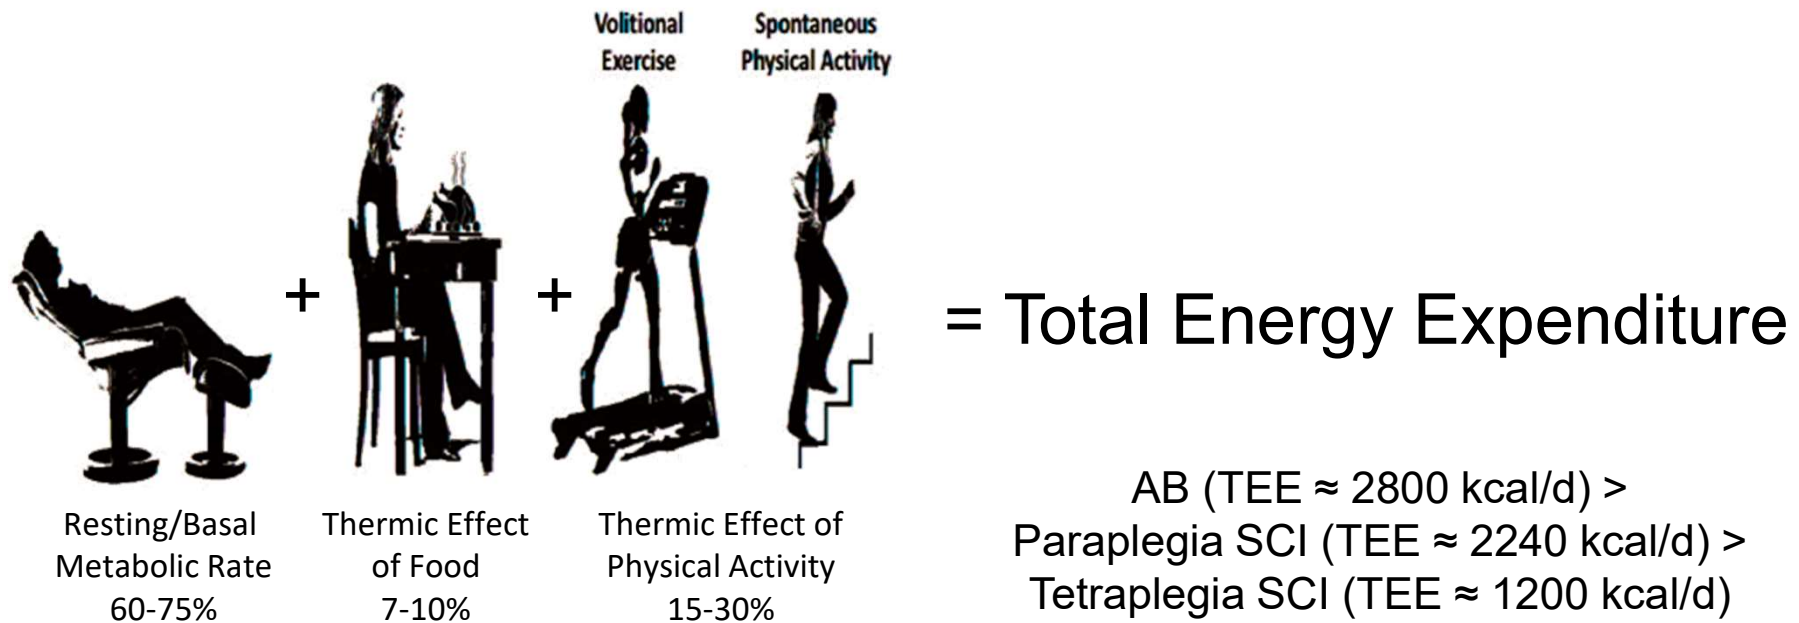 Volitional
Exercise
Spontaneous
Physical Activity
+
+
= Total Energy Expenditure
Resting/Basal
Metabolic Rate
60-75%
Thermic Effect
of Food
7-10%
Thermic Effect of
Physical Activity
15-30%
AB (TEE ≈ 2800 kcal/d) >
Paraplegia SCI (TEE ≈ 2240 kcal/d) >
Tetraplegia SCI (TEE ≈ 1200 kcal/d)